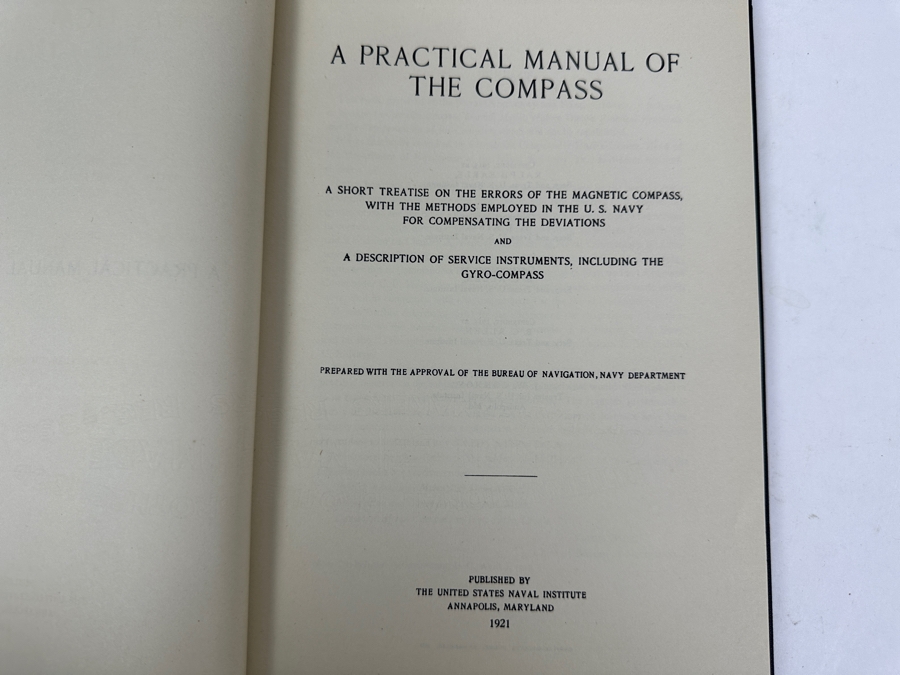 A PRACTICAL MANUAL OF
THE COMPASS
A SHORT TREATISE ON THE ERRORS OF THE MAGNETIC COMPASS,
WITH THE METHODS EMPLOYED IN THE U. S. NAVY
FOR COMPENSATING THE DEVIATIONS
AND
A DESCRIPTION OF SERVICE INSTRUMENTS, INCLUDING THE
GYRO-COMPASS
PREPARED WITH THE APPROVAL OF THE BUREAU OF NAVIGATION, NAVY DEPARTMENT
PUBLISHED BY
THE UNITED STATES NAVAL INSTITUTE
ANNAPOLIS, MARYLAND
1921